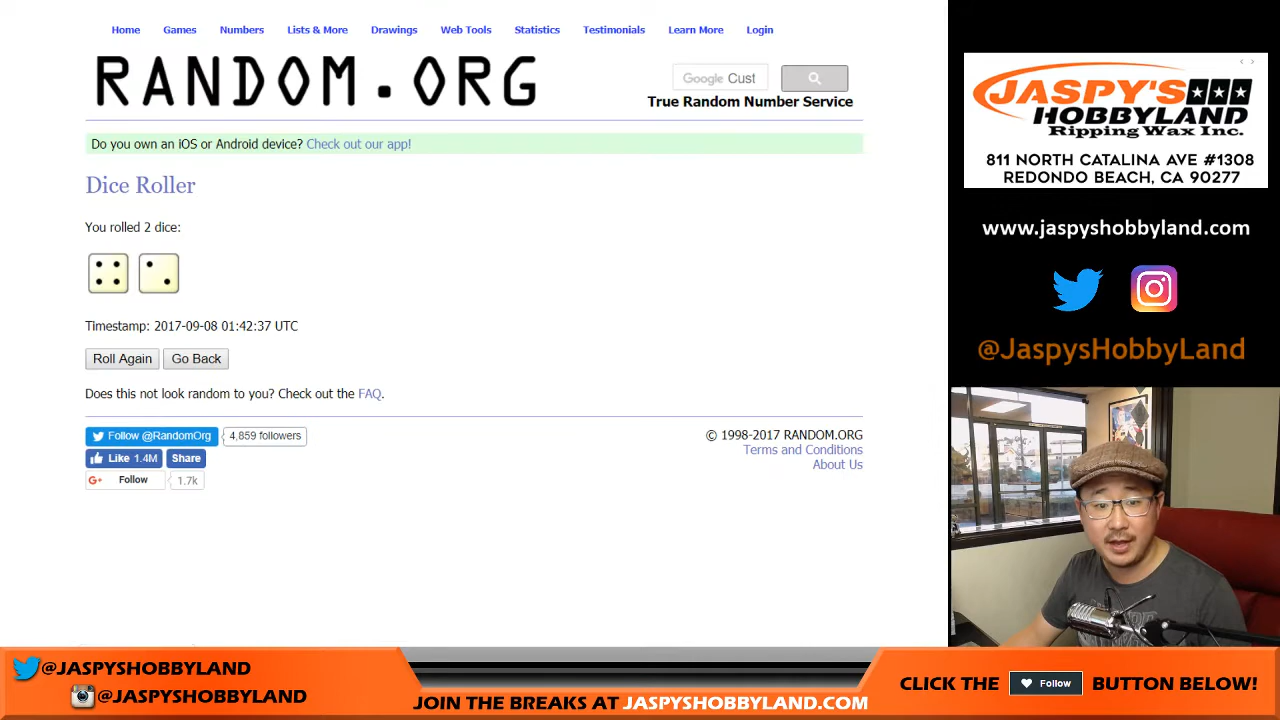 Home Games Numbers Lists & More Drawings Web Tools Statistics Testimonials Learn More Login
RANDOM.ORG
Google Cust
True Random Number Service
Do you own an iOS or Android device? Check out our app!
Dice Roller
You rolled 2 dice:
Timestamp: 2017-09-08 01:42:37 UTC
Roll Again Go Back
Does this not look random to you? Check out the FAQ.
Follow @RandomOrg 4,859 followers
Like 1.4M Share
G+ Follow 1.7k
© 1998-2017 RANDOM.ORG
Terms and Conditions
About Us
JASPY'S
HOBBYLAND
Ripping Wax Inc.
811 NORTH CATALINA AVE #1308
REDONDO BEACH, CA 90277
www.jaspyshobbyland.com
@JaspysHobbyLand
@JASPYSHOBBYLAND
@JASPYSHOBBYLAND
JOIN THE BREAKS AT JASPYSHOBBYLAND.COM
CLICK THE Follow BUTTON BELOW!